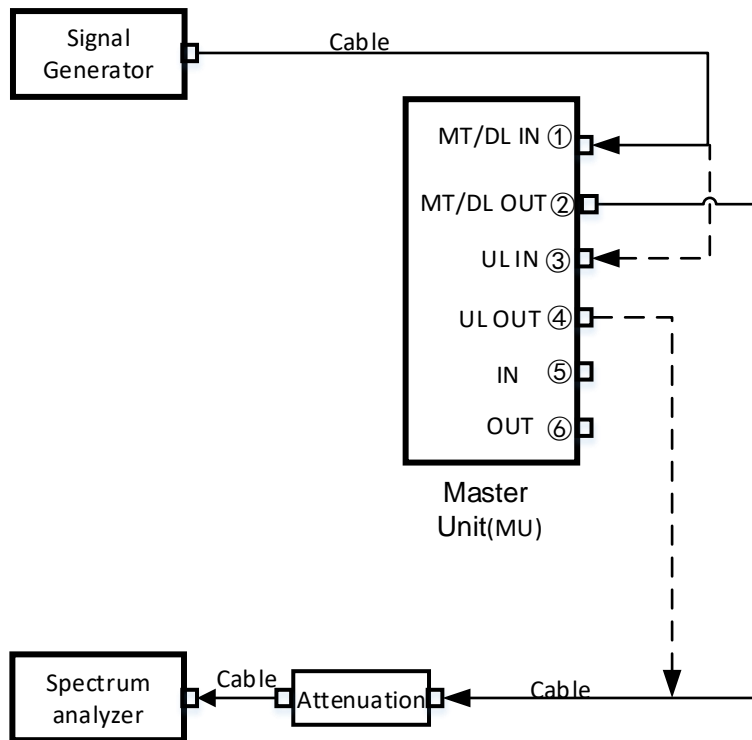 Signal
Generator
Cable
MT/DL IN ①
MT/DL OUT ②
UL IN ③
UL OUT ④
IN ⑤
OUT ⑥
Master
Unit(MU)
Spectrum
analyzer
Cable
Attenuation
Cable